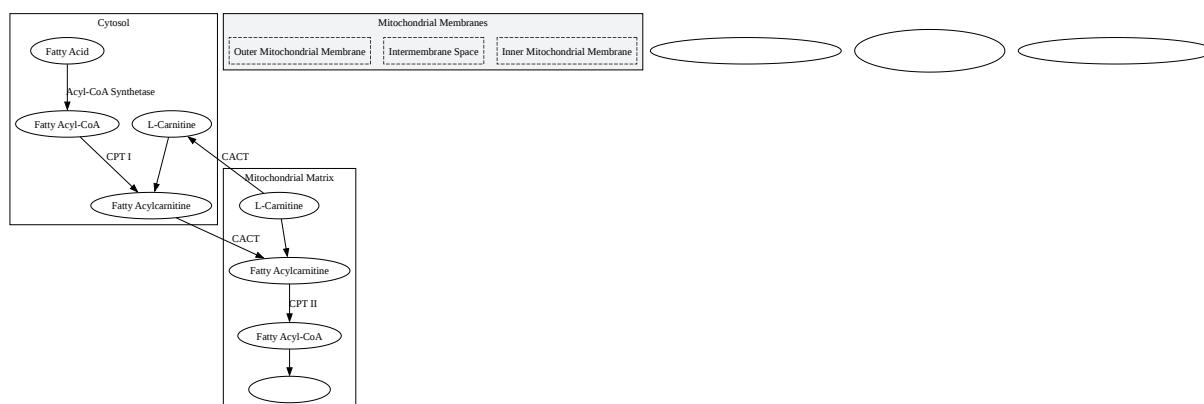 Cytosol
Fatty Acid
Acyl-CoA Synthetase
Fatty Acyl-CoA
L-Carnitine
CPT I
Fatty Acylcarnitine
Mitochondrial Membranes
Outer Mitochondrial Membrane
Intermembrane Space
Inner Mitochondrial Membrane
CACT
CACT
Mitochondrial Matrix
L-Carnitine
Fatty Acylcarnitine
CPT II
Fatty Acyl-CoA